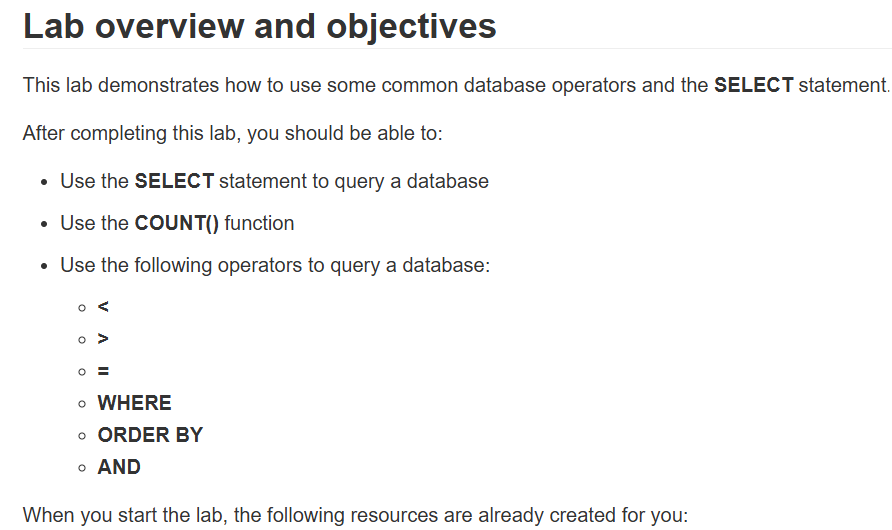 Lab overview and objectives
This lab demonstrates how to use some common database operators and the SELECT statement.
After completing this lab, you should be able to:
• Use the SELECT statement to query a database
• Use the COUNT() function
• Use the following operators to query a database:
○ <
○ >
○ =
○ WHERE
○ ORDER BY
○ AND
When you start the lab, the following resources are already created for you: